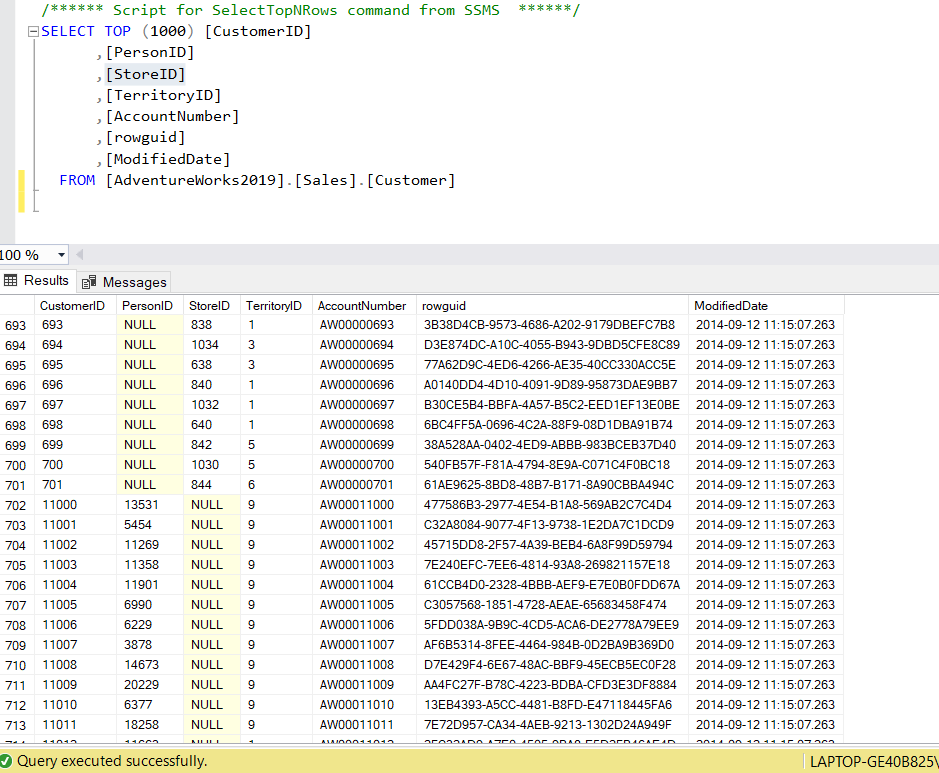 /****** Script for SelectTopNRows command from SSMS  ******/
SELECT TOP (1000) [CustomerID]
,[PersonID]
,[StoreID]
,[TerritoryID]
,[AccountNumber]
,[rowguid]
,[ModifiedDate]
FROM [AdventureWorks2019].[Sales].[Customer]
100 %
Results Messages
CustomerID PersonID StoreID TerritoryID AccountNumber rowguid ModifiedDate
693 693 NULL 838 1 AW00000693 3B38D4CB-9573-4686-A202-9179DBEFC7B8 2014-09-12 11:15:07.263
694 694 NULL 1034 3 AW00000694 D3E874DC-A10C-4055-B943-9DBD5CFE8C89 2014-09-12 11:15:07.263
695 695 NULL 638 3 AW00000695 77A62D9C-4ED6-4266-AE35-40CC330ACC5E 2014-09-12 11:15:07.263
696 696 NULL 840 1 AW00000696 A0140DD4-4D10-4091-9D89-95873DAE9BB7 2014-09-12 11:15:07.263
697 697 NULL 1032 1 AW00000697 B30CE5B4-BBFA-4A57-B5C2-EED1EF13E0BE 2014-09-12 11:15:07.263
698 698 NULL 640 1 AW00000698 6BC4FF5A-0696-4C2A-88F9-08D1DBA91B74 2014-09-12 11:15:07.263
699 699 NULL 842 5 AW00000699 38A528AA-0402-4ED9-ABBB-983BCEB37D40 2014-09-12 11:15:07.263
700 700 NULL 1030 5 AW00000700 540FB57F-F81A-4794-8E9A-C071C4F0BC18 2014-09-12 11:15:07.263
701 701 NULL 844 6 AW00000701 61AE9625-8BD8-48B7-B171-8A90CBBA494C 2014-09-12 11:15:07.263
702 11000 13531 NULL 9 AW00011000 477586B3-2977-4E54-B1A8-569AB2C7C4D4 2014-09-12 11:15:07.263
703 11001 5454 NULL 9 AW00011001 C32A8084-9077-4F13-9738-1E2DA7C1DCD9 2014-09-12 11:15:07.263
704 11002 11269 NULL 9 AW00011002 45715DD8-2F57-4A39-BEB4-6A8F99D59794 2014-09-12 11:15:07.263
705 11003 11358 NULL 9 AW00011003 7E240EFC-7EE6-4814-93A8-269821157E18 2014-09-12 11:15:07.263
706 11004 11901 NULL 9 AW00011004 61CCB4D0-2328-4BBB-AEF9-E7E0B0FDD67A 2014-09-12 11:15:07.263
707 11005 6990 NULL 9 AW00011005 C3057568-1851-4728-AEAE-65683458F474 2014-09-12 11:15:07.263
708 11006 6229 NULL 9 AW00011006 5FDD038A-9B9C-4CD5-ACA6-DE2778A79EE9 2014-09-12 11:15:07.263
709 11007 3878 NULL 9 AW00011007 AF6B5314-8FEE-4464-984B-0D2BA9B369D0 2014-09-12 11:15:07.263
710 11008 14673 NULL 9 AW00011008 D7E429F4-6E67-48AC-BBF9-45ECB5EC0F28 2014-09-12 11:15:07.263
711 11009 20229 NULL 9 AW00011009 AA4FC27F-B78C-4223-BDBA-CFD3E3DF8884 2014-09-12 11:15:07.263
712 11010 6377 NULL 9 AW00011010 13EB4393-A5CC-4481-B8FD-E47118445FA6 2014-09-12 11:15:07.263
713 11011 18258 NULL 9 AW00011011 7E72D957-CA34-4AEB-9213-1302D24A949F 2014-09-12 11:15:07.263
Query executed successfully. LAPTOP-GE40B825\